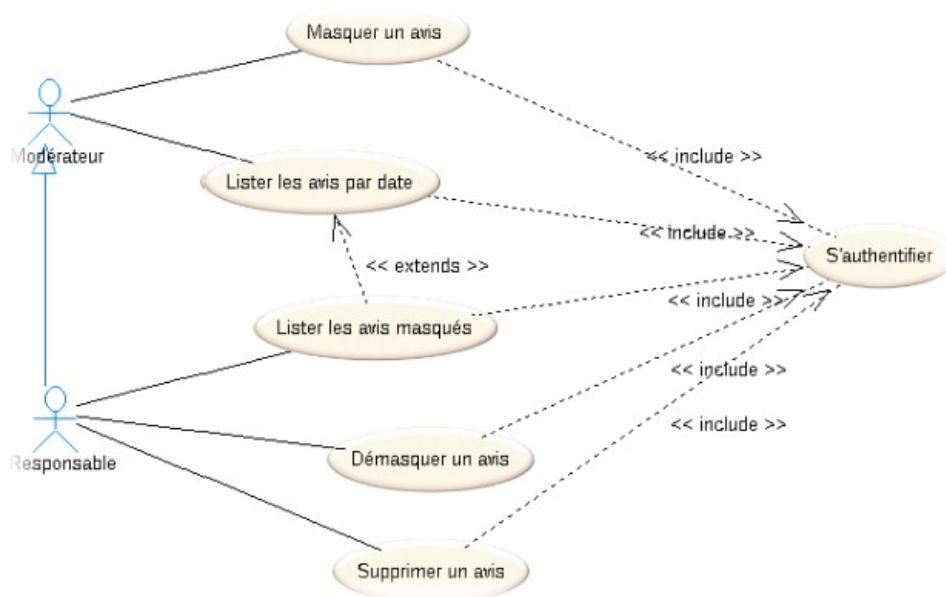 Masquer un avis
Modérateur
<< include >>
Lister les avis par date
<< include >>
S'authentifier
<< extends >>
<< include >>
Lister les avis masqués
<< include >>
<< include >>
Responsable
Démasquer un avis
Supprimer un avis